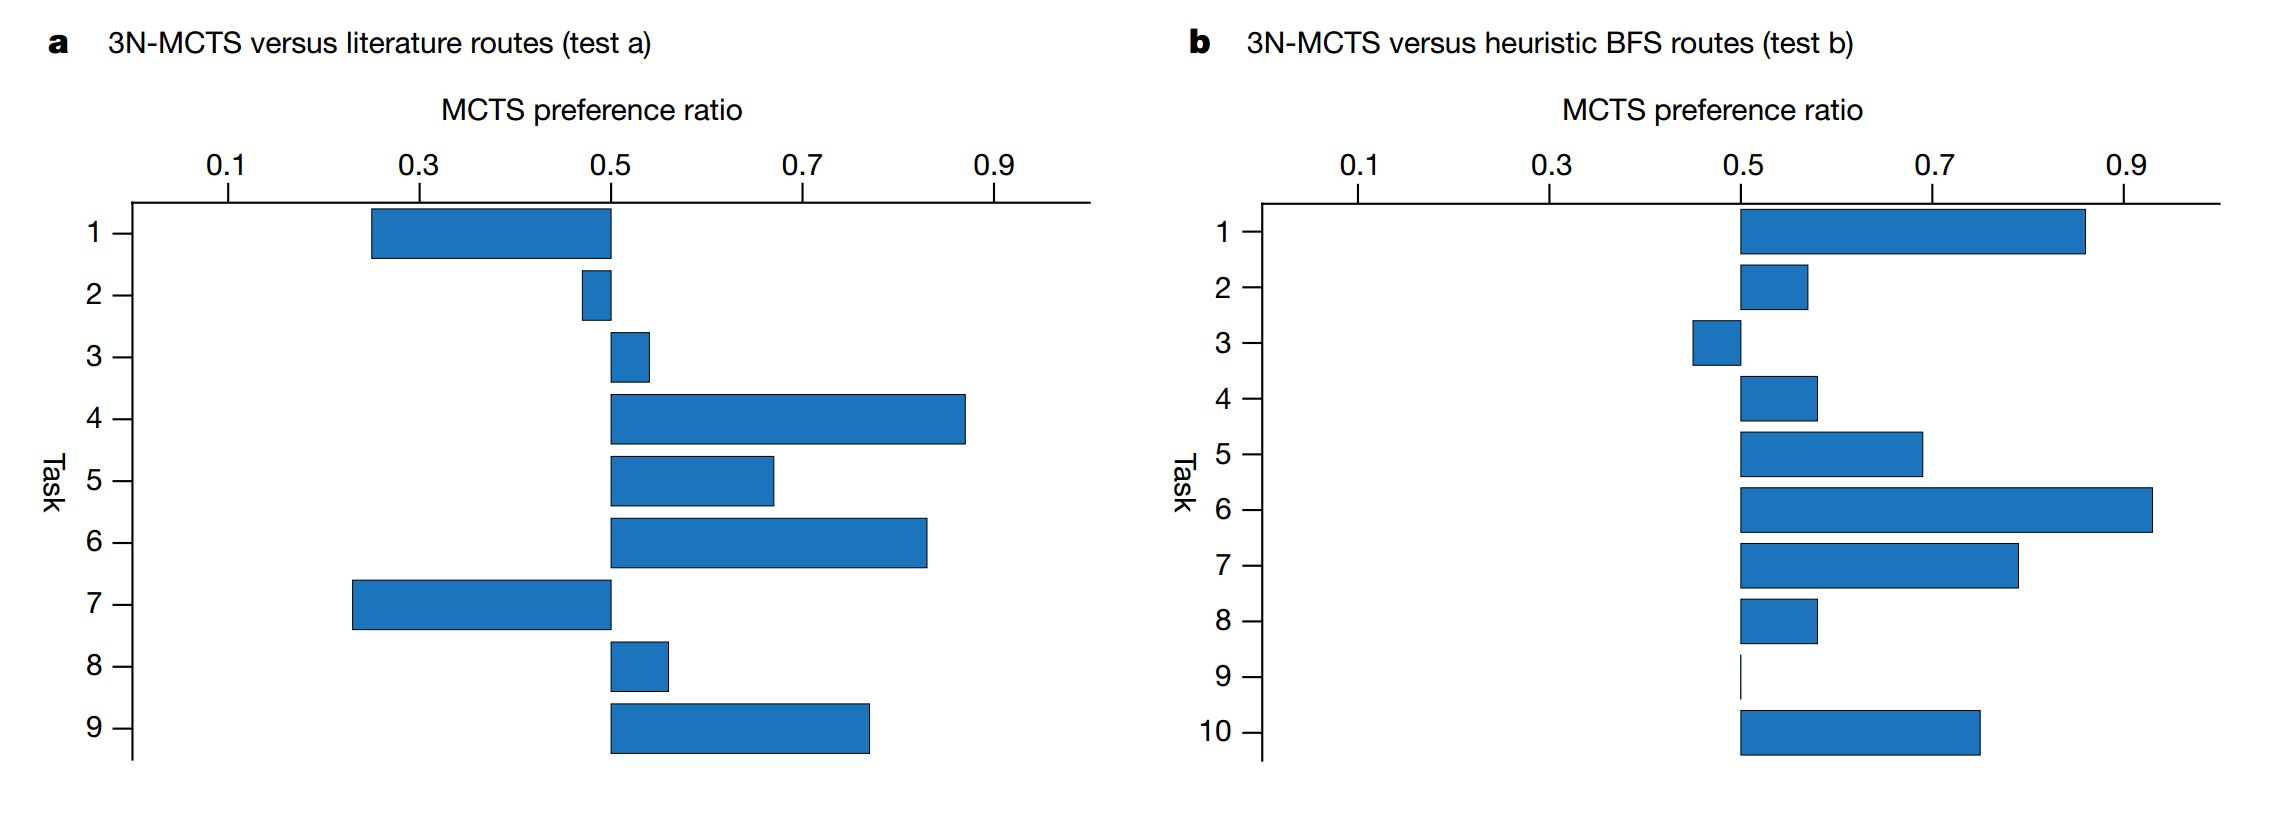 a 3N-MCTS versus literature routes (test a)
MCTS preference ratio
0.1 0.3 0.5 0.7 0.9
Task
1
2
3
4
5
6
7
8
9
b 3N-MCTS versus heuristic BFS routes (test b)
MCTS preference ratio
0.1 0.3 0.5 0.7 0.9
Task
1
2
3
4
5
6
7
8
9
10